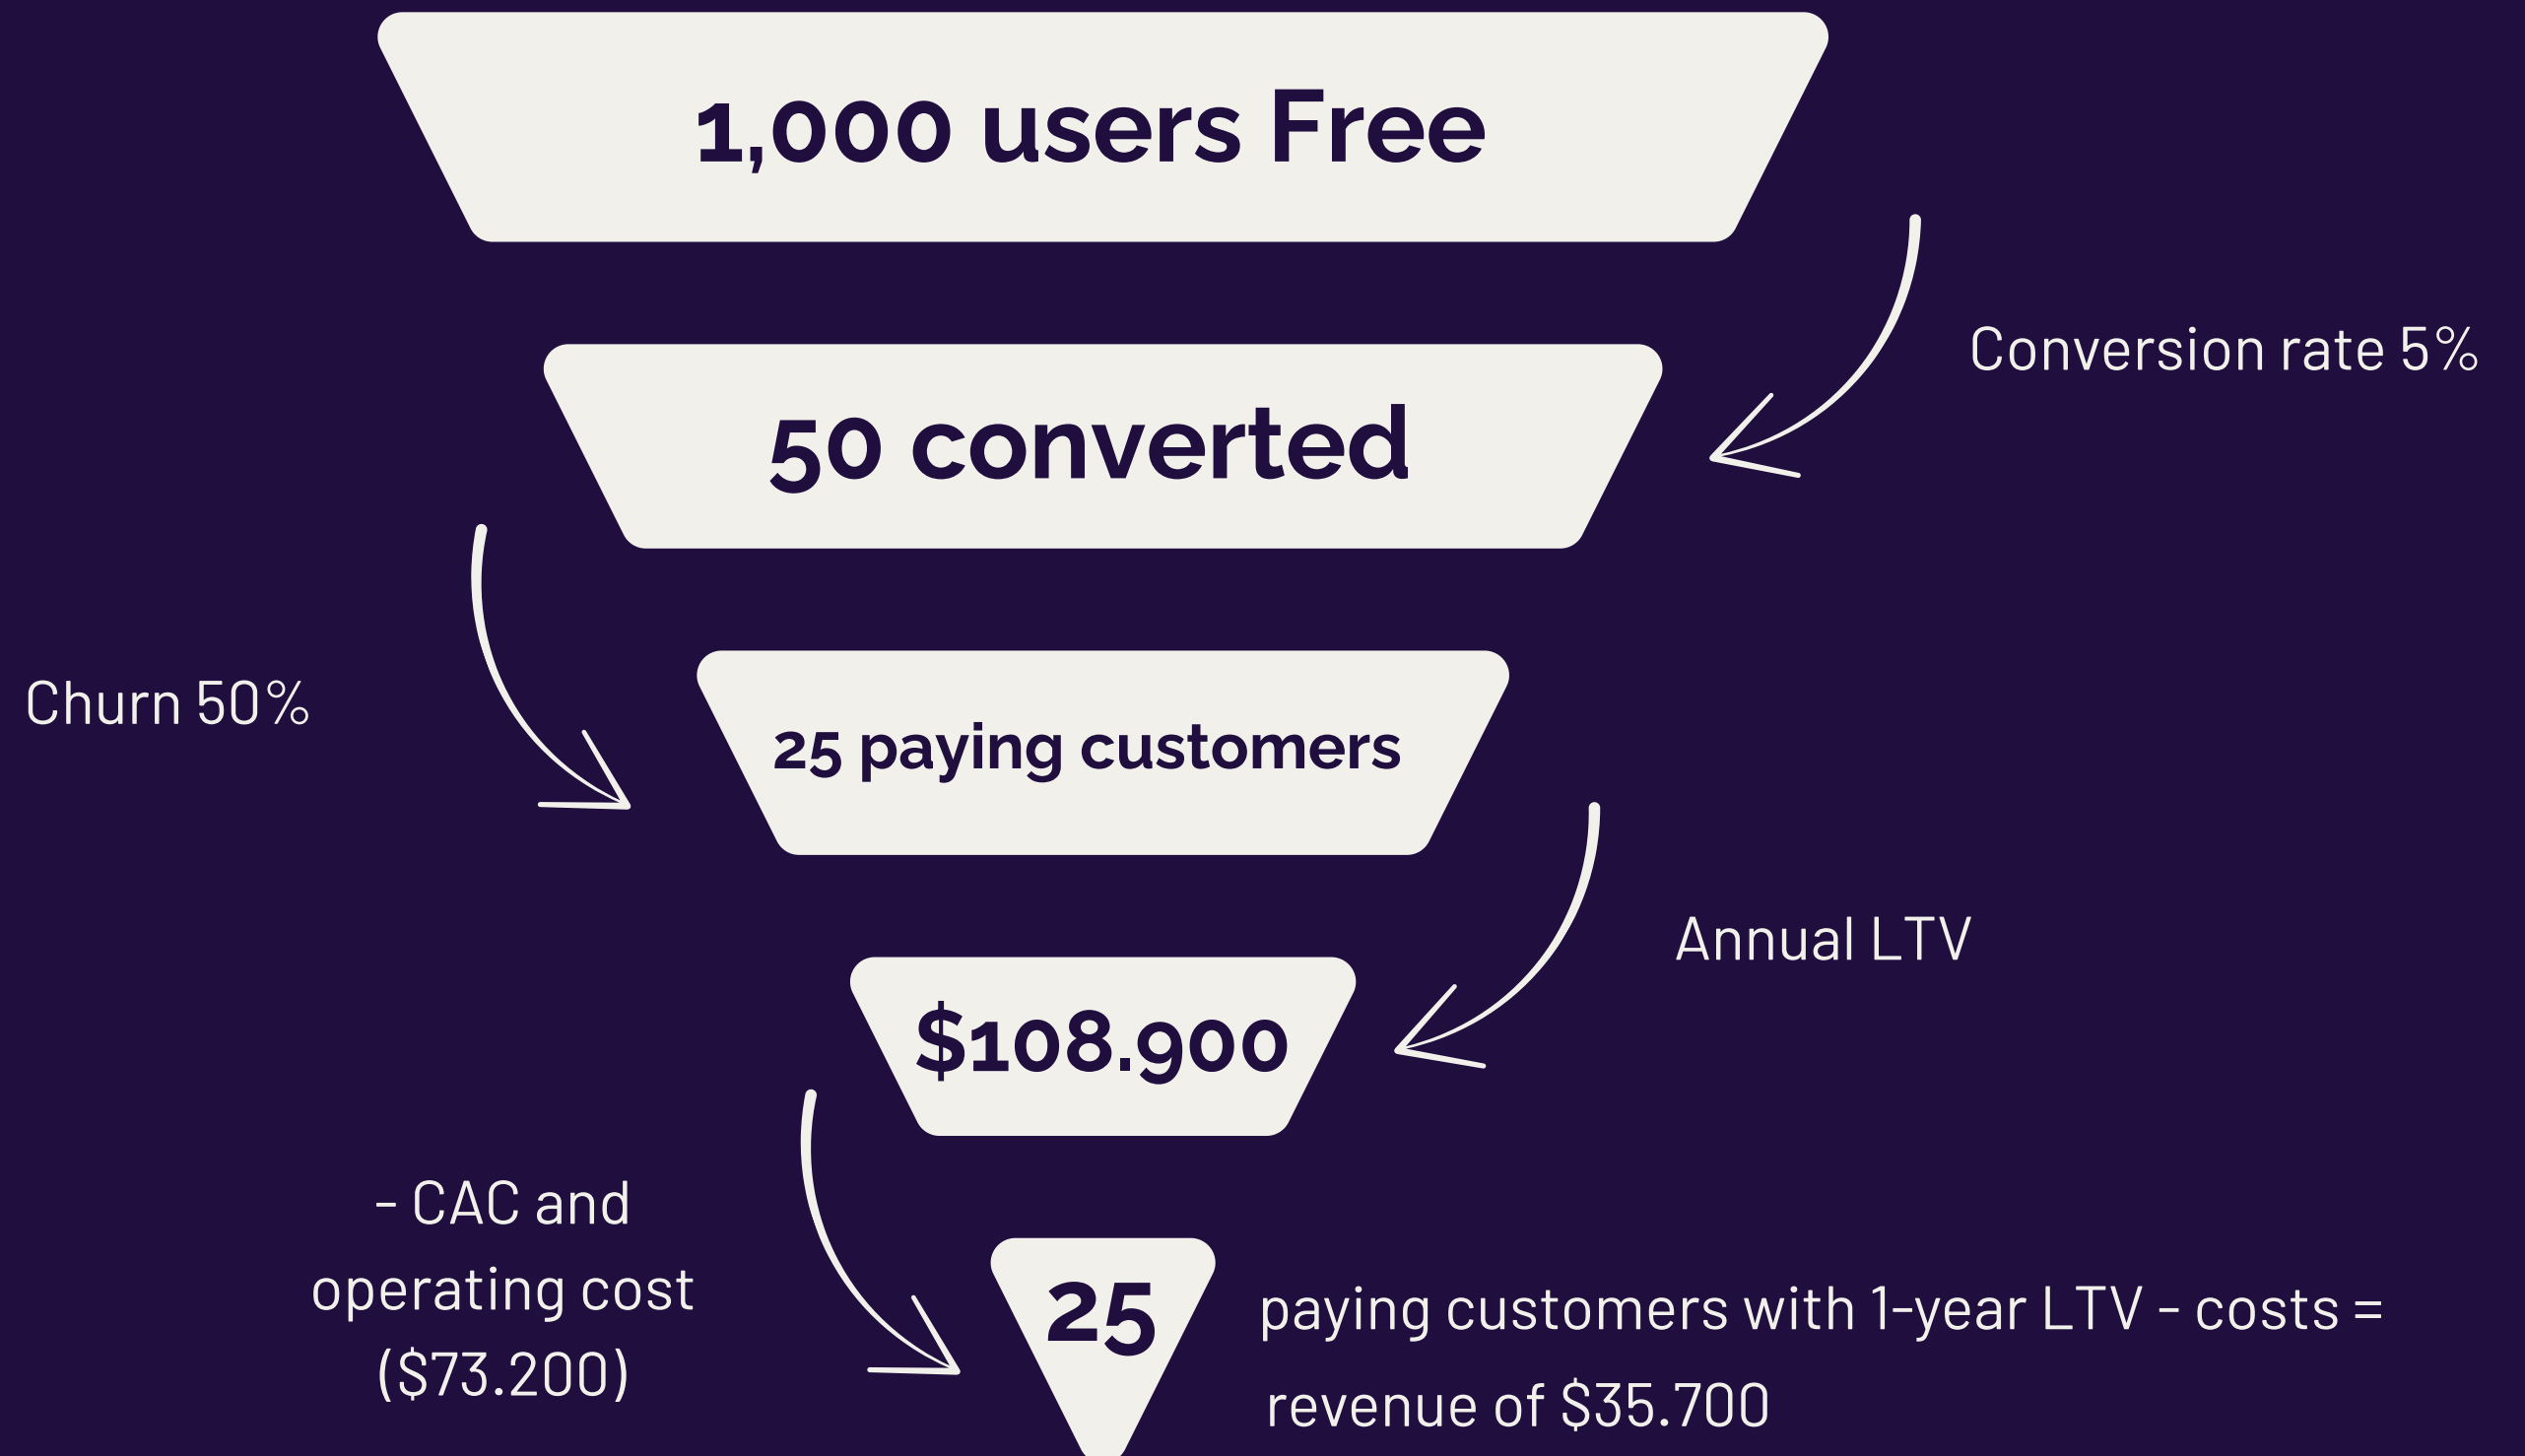 1,000 users Free
Conversion rate 5%
50 converted
Churn 50%
25 paying customers
Annual LTV
$108.900
- CAC and
operating cost
($73.200)
25
paying customers with 1-year LTV - costs =
revenue of $35.700